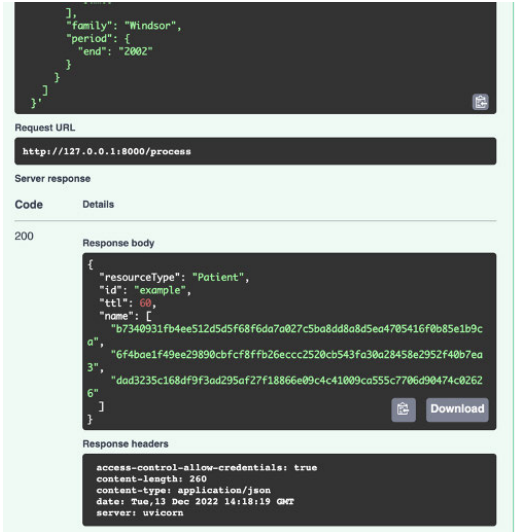 ],
"family": "Windsor",
"period": {
"end": "2002"
}
}
]
}'
Request URL
http://127.0.0.1:8000/process
Server response
Code Details
200
Response body
{
"resourceType": "Patient",
"id": "example",
"ttl": 60,
"name": [
"b7340931fb4ee512d5d5f68f6da7a027c5ba8dd8a8d5ea4705416f0b85e1b9c
a",
"6f4bae1f49ee29890cbfcf8ffb26eccc2520cb543fa30a28458e2952f40b7ea
3",
"dad3235c168df9f3ad295af27f18866e09c4c41009ca555c7706d90474c0262
6"
]
}
Download
Response headers
access-control-allow-credentials: true
content-length: 260
content-type: application/json
date: Tue,13 Dec 2022 14:18:19 GMT
server: uvicorn